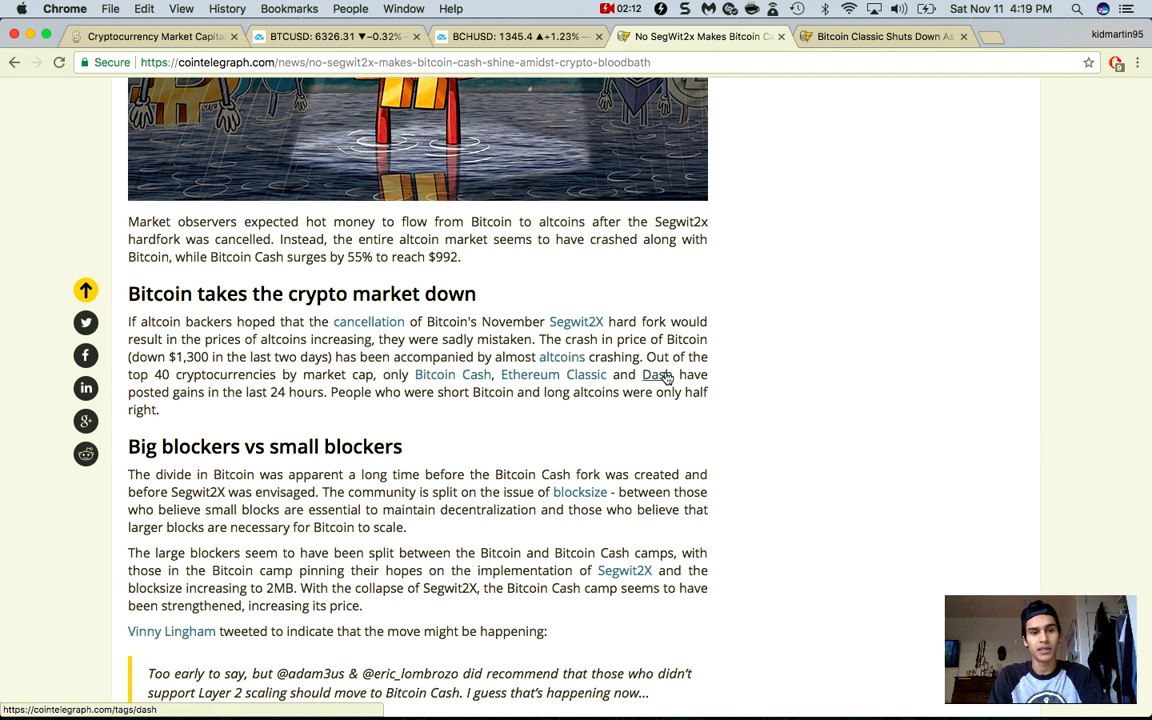 Chrome File Edit View History Bookmarks People Window Help 02:12 Sat Nov 11 4:19 PM
Cryptocurrency Market Capital BTCUSD: 6326.31 ▼-0.32% BCHUSD: 1345.4 ▲+1.23% No SegWit2x Makes Bitcoin Ca Bitcoin Classic Shuts Down As kidmartin95
Secure https://cointelegraph.com/news/no-segwit2x-makes-bitcoin-cash-shine-amidst-crypto-bloodbath
Market observers expected hot money to flow from Bitcoin to altcoins after the Segwit2x
hardfork was cancelled. Instead, the entire altcoin market seems to have crashed along with
Bitcoin, while Bitcoin Cash surges by 55% to reach $992.
Bitcoin takes the crypto market down
If altcoin backers hoped that the cancellation of Bitcoin's November Segwit2X hard fork would
result in the prices of altcoins increasing, they were sadly mistaken. The crash in price of Bitcoin
(down $1,300 in the last two days) has been accompanied by almost altcoins crashing. Out of the
top 40 cryptocurrencies by market cap, only Bitcoin Cash, Ethereum Classic and Dash have
posted gains in the last 24 hours. People who were short Bitcoin and long altcoins were only half
right.
Big blockers vs small blockers
The divide in Bitcoin was apparent a long time before the Bitcoin Cash fork was created and
before Segwit2X was envisaged. The community is split on the issue of blocksize - between those
who believe small blocks are essential to maintain decentralization and those who believe that
larger blocks are necessary for Bitcoin to scale.
The large blockers seem to have been split between the Bitcoin and Bitcoin Cash camps, with
those in the Bitcoin camp pinning their hopes on the implementation of Segwit2X and the
blocksize increasing to 2MB. With the collapse of Segwit2X, the Bitcoin Cash camp seems to have
been strengthened, increasing its price.
Vinny Lingham tweeted to indicate that the move might be happening:
Too early to say, but @adam3us & @eric_lombrozo did recommend that those who didn't
support Layer 2 scaling should move to Bitcoin Cash. I guess that's happening now...
https://cointelegraph.com/tags/dash